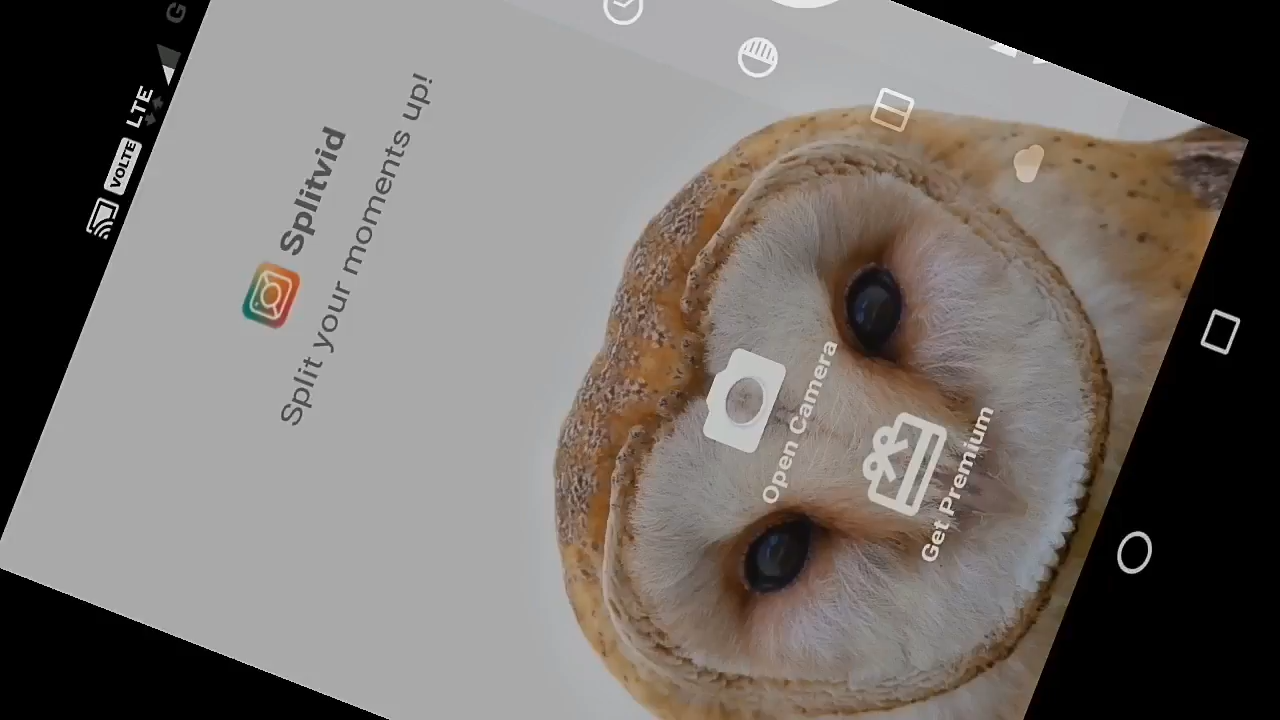 G
LTE
VOLTE
Splitvid
Split your moments up!
Open Camera
Get Premium